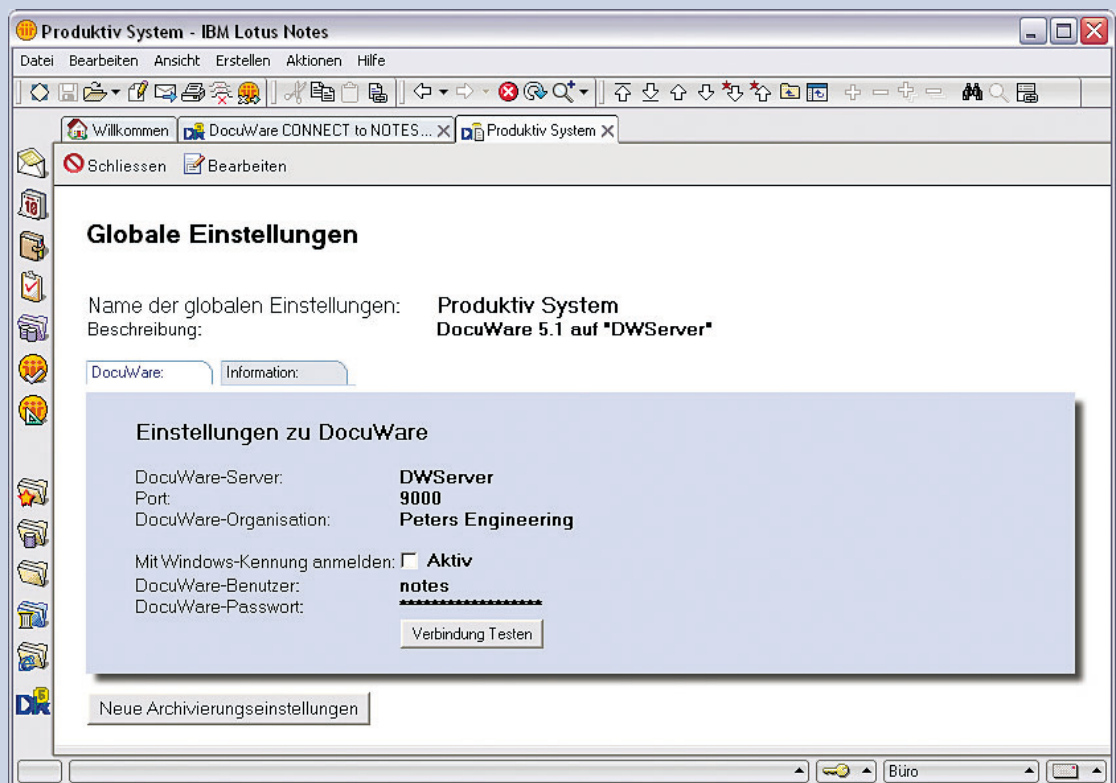 Produktiv System - IBM Lotus Notes
Datei Bearbeiten Ansicht Erstellen Aktionen Hilfe
Willkommen DocuWare CONNECT to NOTES... Produktiv System
Schliessen Bearbeiten
Globale Einstellungen
Name der globalen Einstellungen: Produktiv System
Beschreibung: DocuWare 5.1 auf "DWServer"
DocuWare: Information:
Einstellungen zu DocuWare
DocuWare-Server: DWServer
Port: 9000
DocuWare-Organisation: Peters Engineering
Mit Windows-Kennung anmelden: Aktiv
DocuWare-Benutzer: notes
DocuWare-Passwort: ******************
Verbindung Testen
Neue Archivierungseinstellungen
Büro